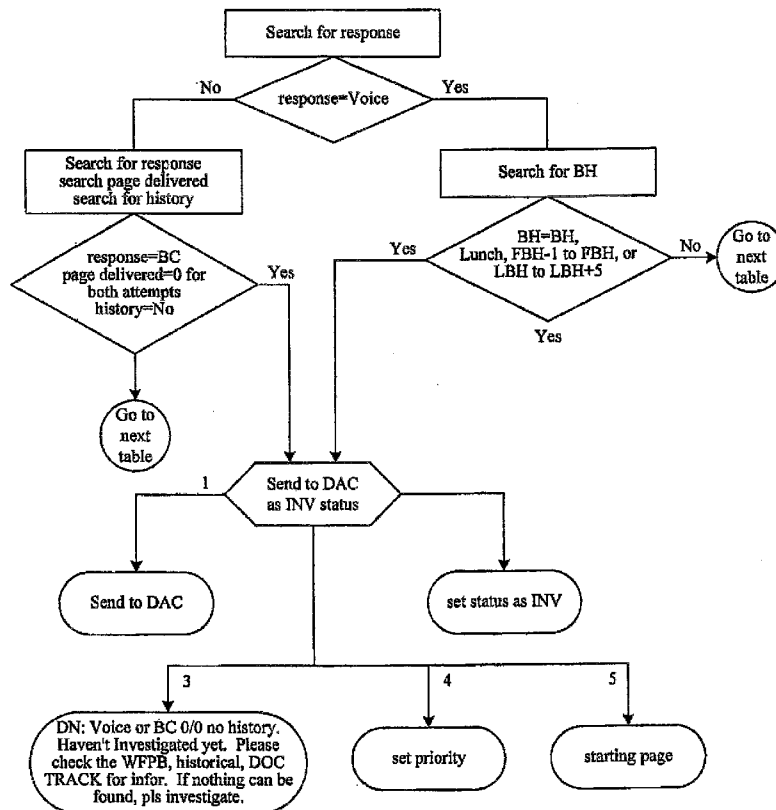 Search for response
No
response=Voice
Yes
Search for response
search page delivered
search for history
Search for BH
response=BC
page delivered=0 for
both attempts
history=No
Yes
Yes
BH=BH,
Lunch, FBH-1 to FBH, or
LBH to LBH+5
No
Go to
next
table
Yes
Go to
next
table
1
Send to DAC
as INV status
Send to DAC
set status as INV
3
4
5
DN: Voice or BC 0/0 no history.
Haven't Investigated yet. Please
check the WFPB, historical, DOC
TRACK for infor. If nothing can be
found, pls investigate.
set priority
starting page